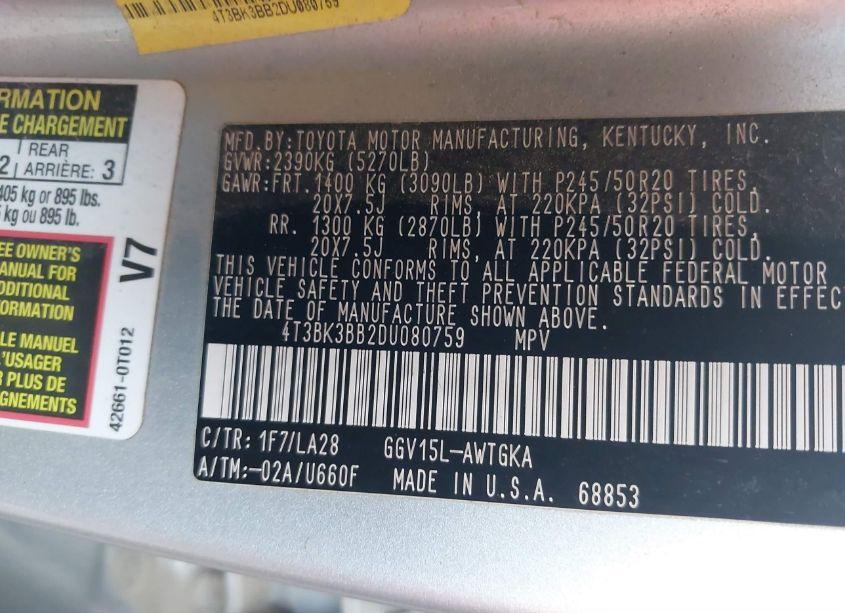 4T3BK3BB2DU080759
RMATION
E CHARGEMENT
2
REAR
ARRIÈRE: 3
405 kg or 895 lbs.
kg ou 895 lb.
EE OWNER'S
MANUAL FOR
DDITIONAL
FORMATION
LE MANUEL
'USAGER
R PLUS DE
GNEMENTS
V7
42661-0T012
MFD.BY:TOYOTA MOTOR MANUFACTURING, KENTUCKY, INC.
GVWR:2390KG (5270LB)
GAWR:FRT.1400 KG (3090LB) WITH P245/50R20 TIRES,
20X7.5J RIMS, AT 220KPA (32PSI) COLD.
RR. 1300 KG (2870LB) WITH P245/50R20 TIRES,
20X7.5J RIMS, AT 220KPA (32PSI) COLD.
THIS VEHICLE CONFORMS TO ALL APPLICABLE FEDERAL MOTOR
VEHICLE SAFETY AND THEFT PREVENTION STANDARDS IN EFFEC
THE DATE OF MANUFACTURE SHOWN ABOVE.
4T3BK3BB2DU080759 MPV
C/TR: 1F7/LA28 GGV15L-AWTGKA
A/TM:-02A/U660F MADE IN U.S.A. 68853